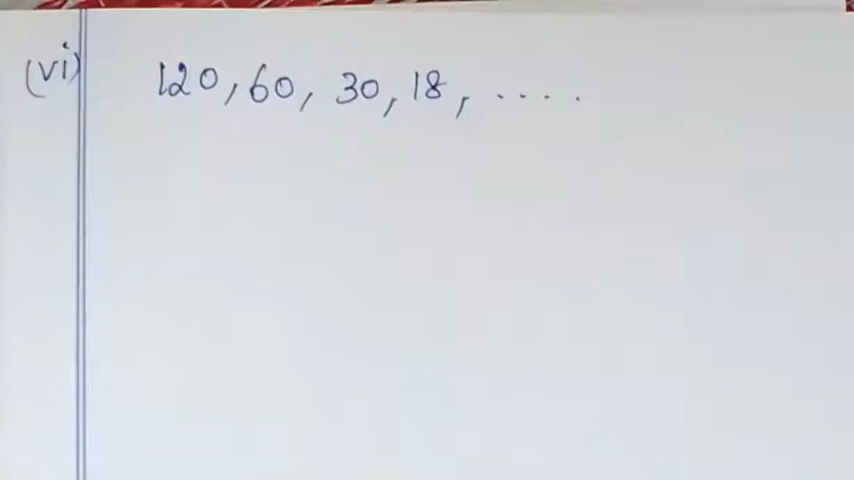 (vi) 120, 60, 30, 18, ....